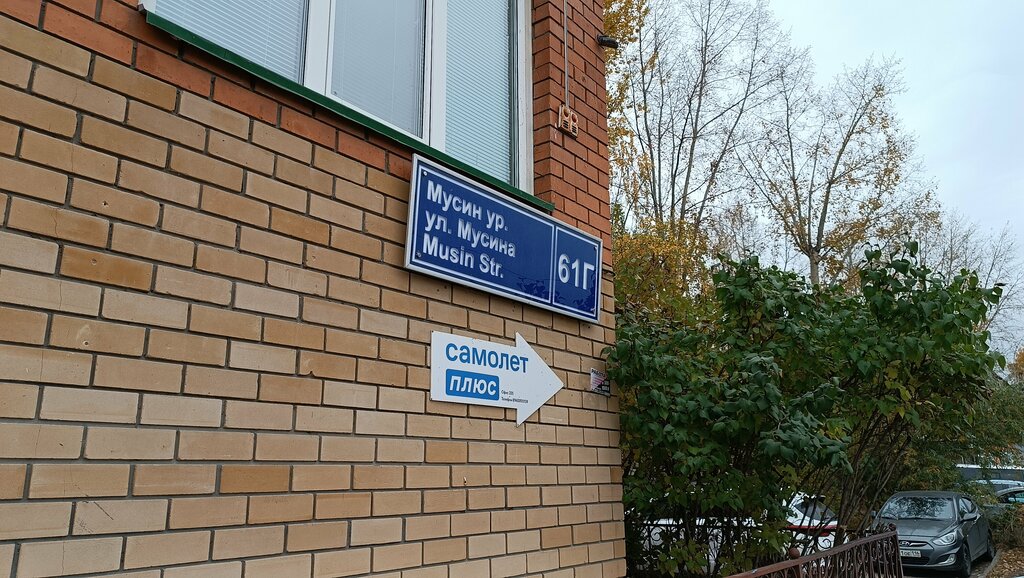 Мусин ур.
ул. Мусина
Musin Str.
61Г
самолет
плюс